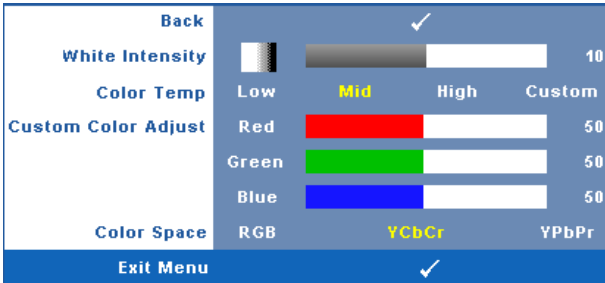 Back
White Intensity 10
Color Temp Low Mid High Custom
Custom Color Adjust Red 50
Green 50
Blue 50
Color Space RGB YCbCr YPbPr
Exit Menu